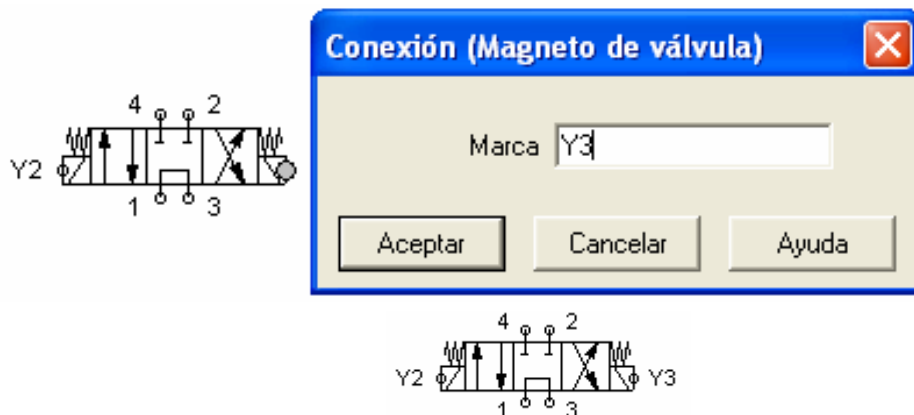 Conexión (Magneto de válvula)
4 2
Y2
1 3
Marca Y3
Aceptar Cancelar Ayuda
4 2
Y2 Y3
1 3